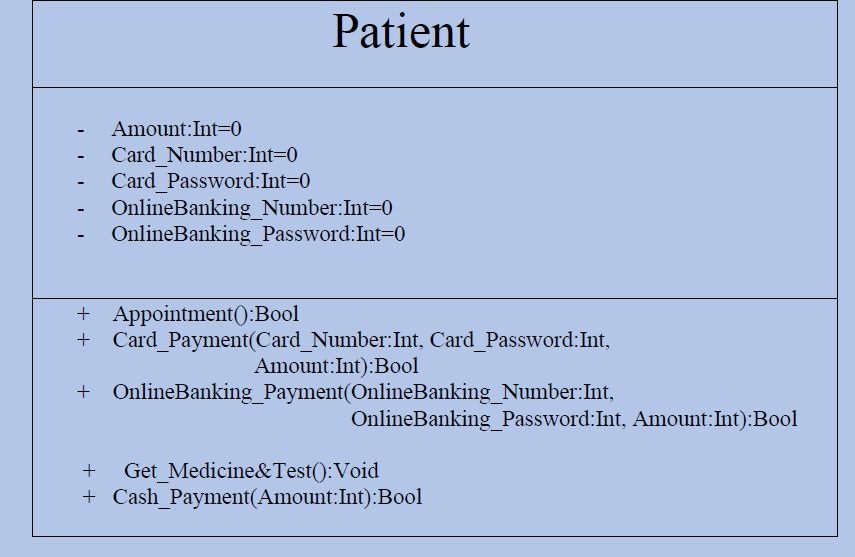 Patient
- Amount:Int=0
- Card_Number:Int=0
- Card_Password:Int=0
- OnlineBanking_Number:Int=0
- OnlineBanking_Password:Int=0
+ Appointment():Bool
+ Card_Payment(Card_Number:Int, Card_Password:Int,
Amount:Int):Bool
+ OnlineBanking_Payment(OnlineBanking_Number:Int,
OnlineBanking_Password:Int, Amount:Int):Bool
+ Get_Medicine&Test():Void
+ Cash_Payment(Amount:Int):Bool